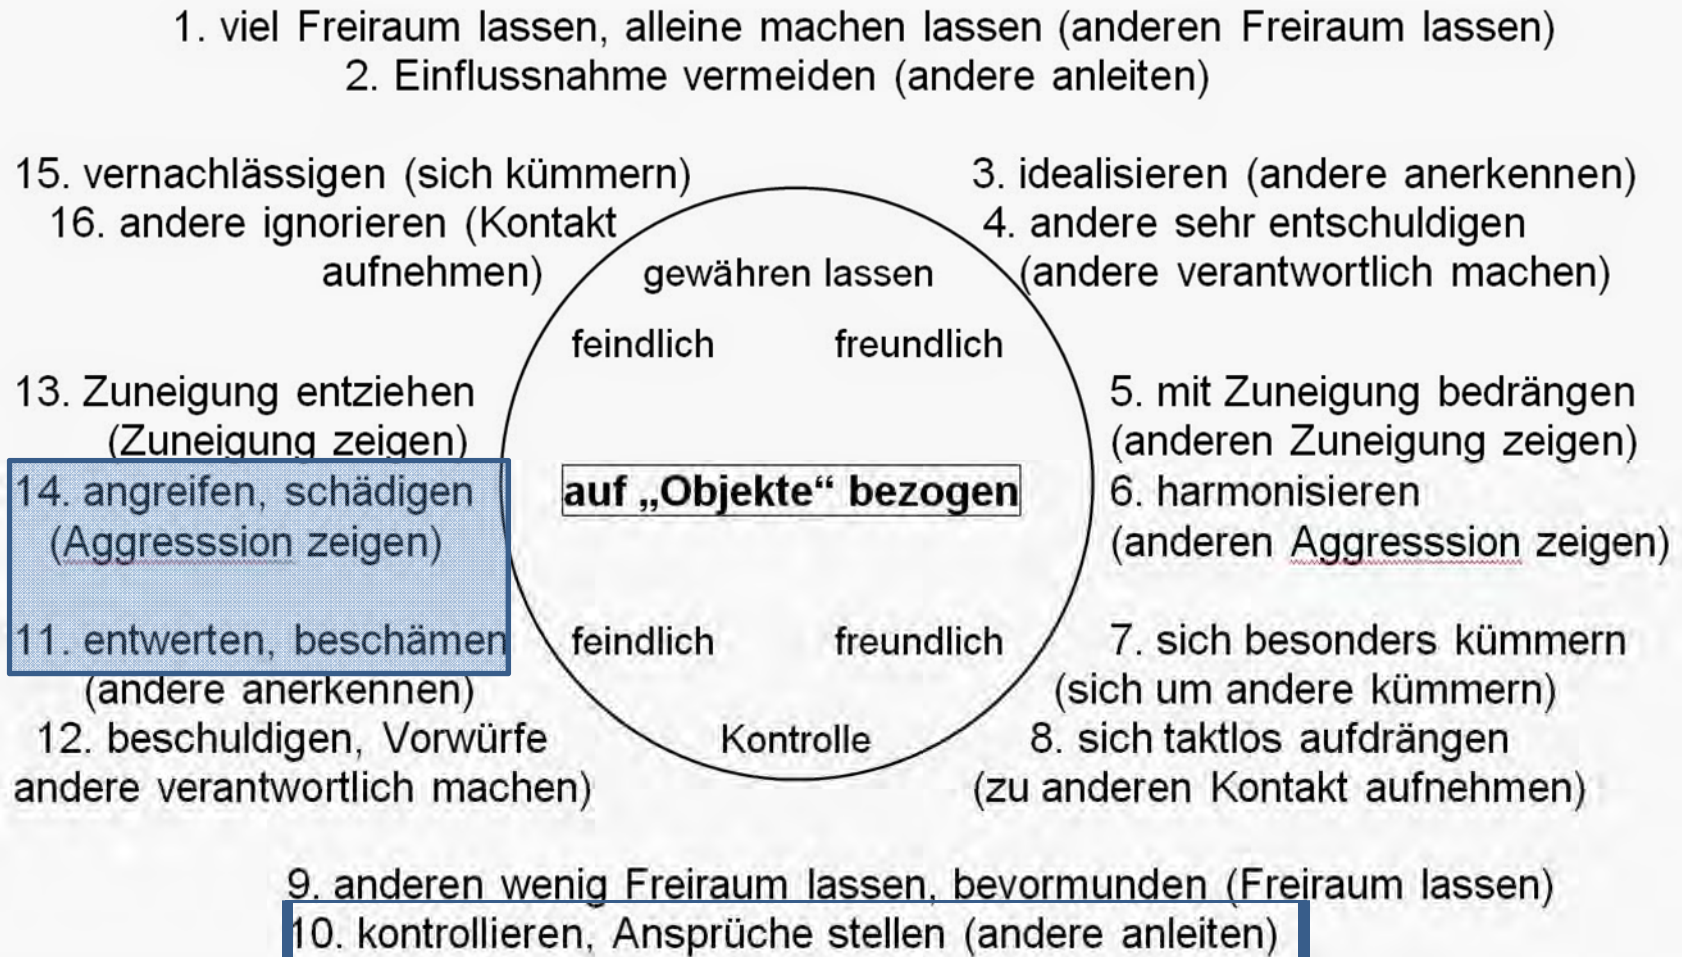 1. viel Freiraum lassen, alleine machen lassen (anderen Freiraum lassen)
2. Einflussnahme vermeiden (andere anleiten)
15. vernachlässigen (sich kümmern)
16. andere ignorieren (Kontakt
aufnehmen)
3. idealisieren (andere anerkennen)
4. andere sehr entschuldigen
(andere verantwortlich machen)
gewähren lassen
feindlich
freundlich
13. Zuneigung entziehen
(Zuneigung zeigen)
14. angreifen, schädigen
(Aggresssion zeigen)
auf „Objekte“ bezogen
5. mit Zuneigung bedrängen
(anderen Zuneigung zeigen)
6. harmonisieren
(anderen Aggresssion zeigen)
11. entwerten, beschämen
(andere anerkennen)
12. beschuldigen, Vorwürfe
andere verantwortlich machen)
feindlich
freundlich
Kontrolle
7. sich besonders kümmern
(sich um andere kümmern)
8. sich taktlos aufdrängen
(zu anderen Kontakt aufnehmen)
9. anderen wenig Freiraum lassen, bevormunden (Freiraum lassen)
10. kontrollieren, Ansprüche stellen (andere anleiten)